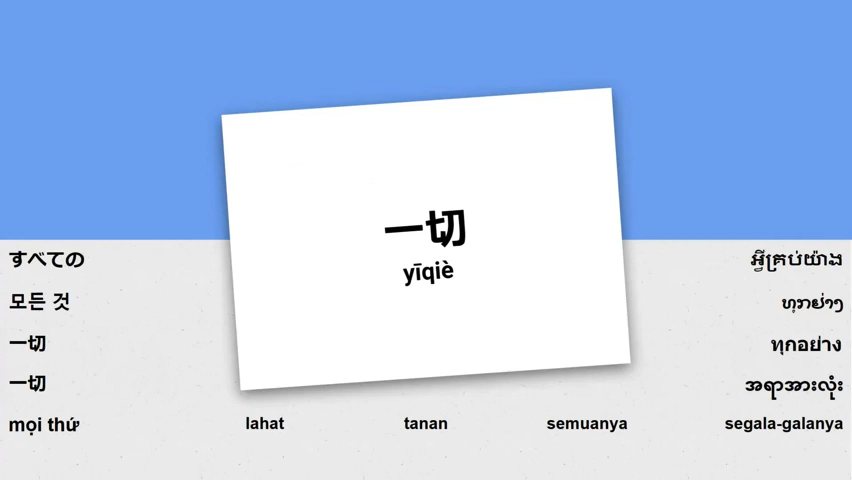 一切
yīqiè
すべての
모든 것
一切
一切
mọi thứ
lahat
tanan
semuanya
segala-galanya
អ្វីគ្រប់យ៉ាង
ທຸກຢ່າງ
ทุกอย่าง
အရာအားလုံး